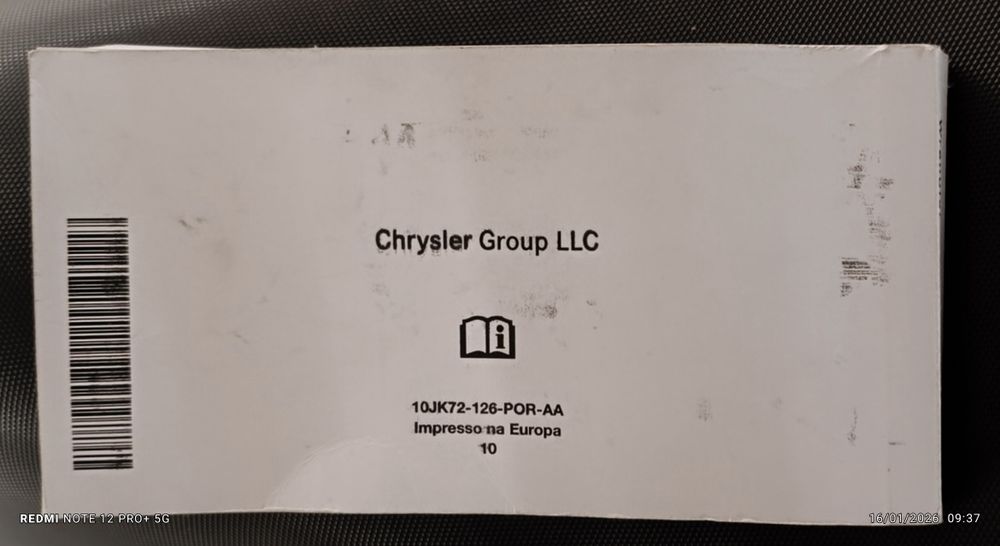 Chrysler Group LLC
i
10JK72-126-POR-AA
Impresso na Europa
10
REDMI NOTE 12 PRO+ 5G
16/01/2026 09:37